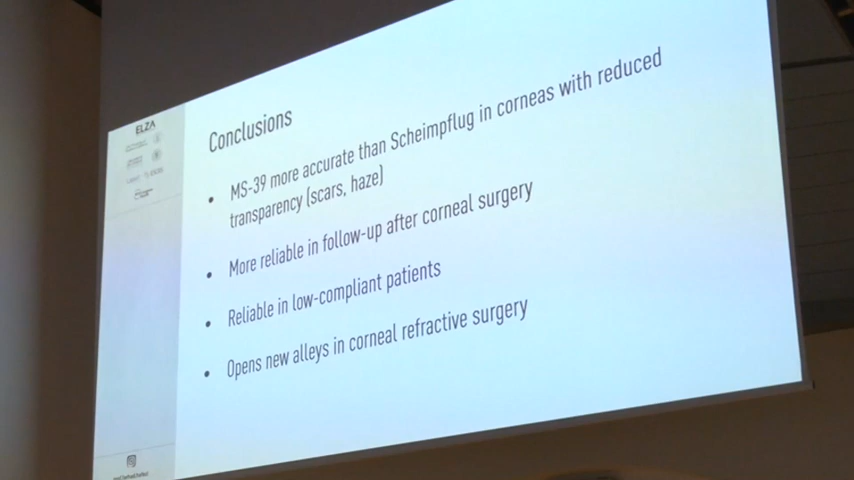 ELZA
Conclusions
• MS-39 more accurate than Scheimpflug in corneas with reduced
transparency (scars, haze)
• More reliable in follow-up after corneal surgery
• Reliable in low-compliant patients
• Opens new alleys in corneal refractive surgery